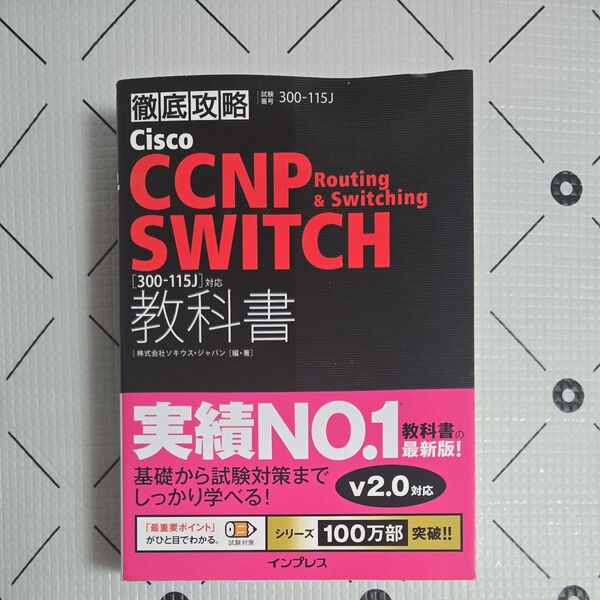 徹底攻略 試験番号 300-115J
Cisco
CCNP Routing & Switching
SWITCH
[300-115J]対応
教科書
株式会社ソキウス・ジャパン [編・著]
実績NO.1 教科書の最新版!
基礎から試験対策まで
しっかり学べる!
v2.0対応
「最重要ポイント」
がひと目でわかる。
試験対策
シリーズ 100万部 突破!!
インプレス